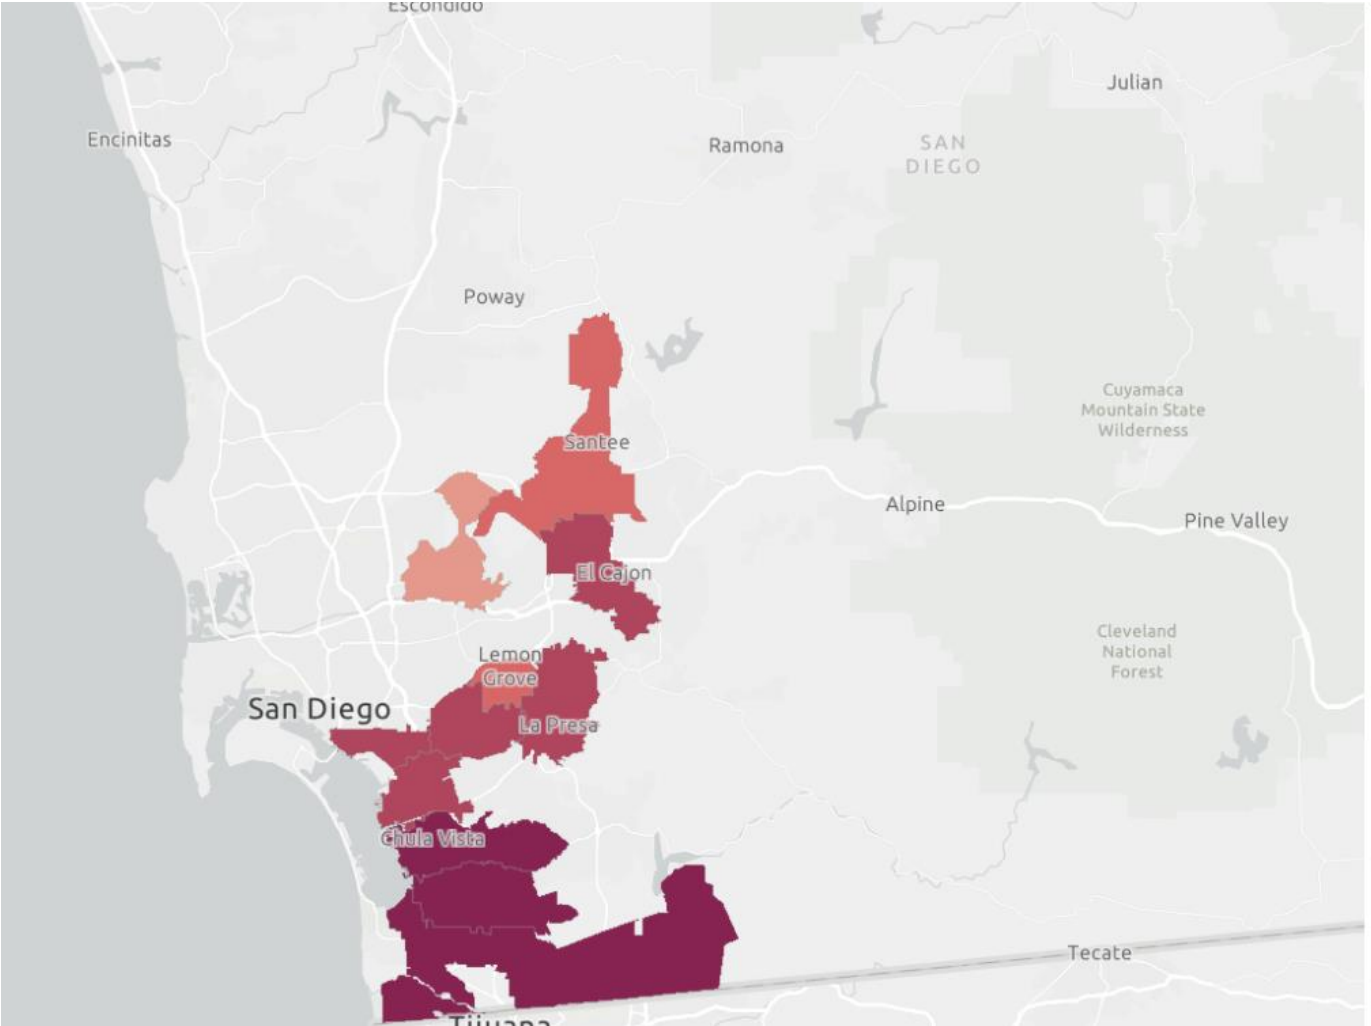 Escondido
Julian
Encinitas
Ramona
SAN
DIEGO
Poway
Cuyamaca
Mountain State
Wilderness
Santee
Alpine
Pine Valley
El Cajon
Cleveland
National
Forest
Lemon
Grove
San Diego
La Presa
Chula Vista
Tecate
Tijuana